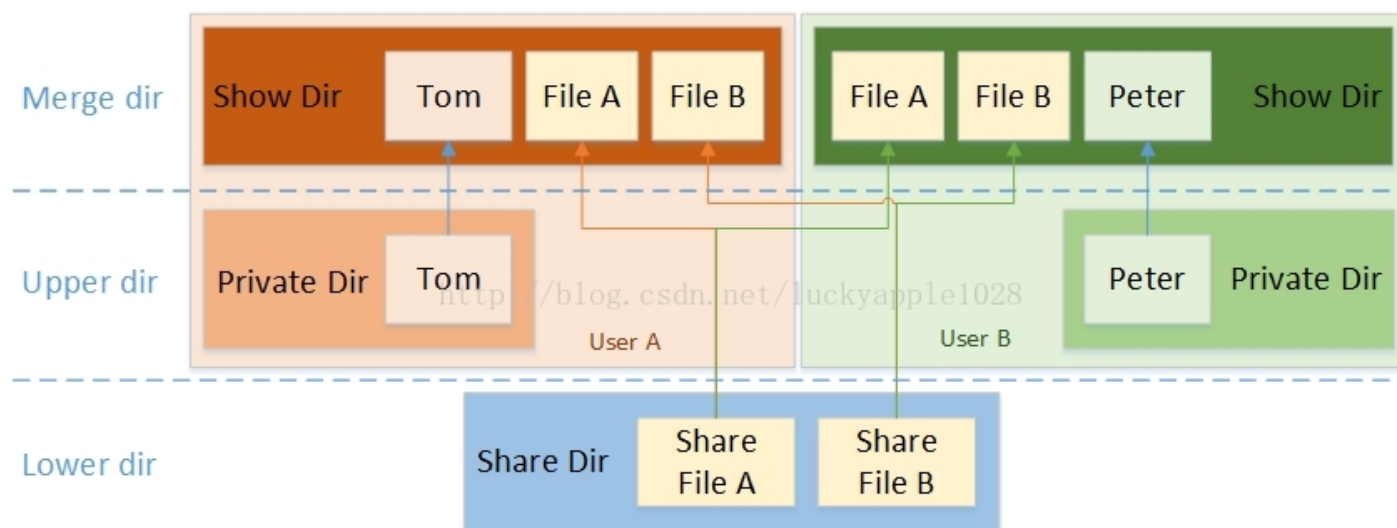 Merge dir
Show Dir
Tom
File A
File B
File A
File B
Peter
Show Dir
Upper dir
Private Dir
Tom
Peter
Private Dir
http://blog.csdn.net/luckyapple1028
User A
User B
Lower dir
Share Dir
Share
File A
Share
File B